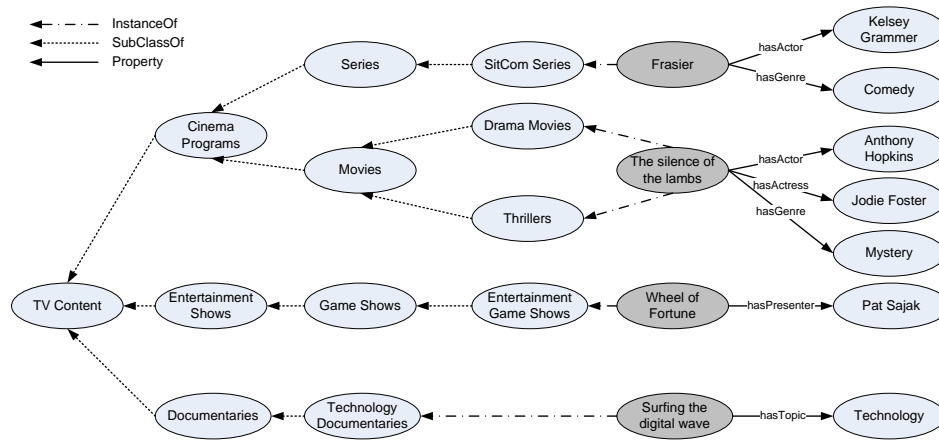 InstanceOf
SubClassOf
Property
Kelsey
Grammer
hasActor
Series
SitCom Series
Frasier
hasGenre
Comedy
Cinema
Programs
Drama Movies
Anthony
Hopkins
hasActor
Movies
The silence of
the lambs
hasActress
Jodie Foster
hasGenre
Thrillers
Mystery
TV Content
Entertainment
Shows
Game Shows
Entertainment
Game Shows
Wheel of
Fortune
hasPresenter
Pat Sajak
Documentaries
Technology
Documentaries
Surfing the
digital wave
hasTopic
Technology